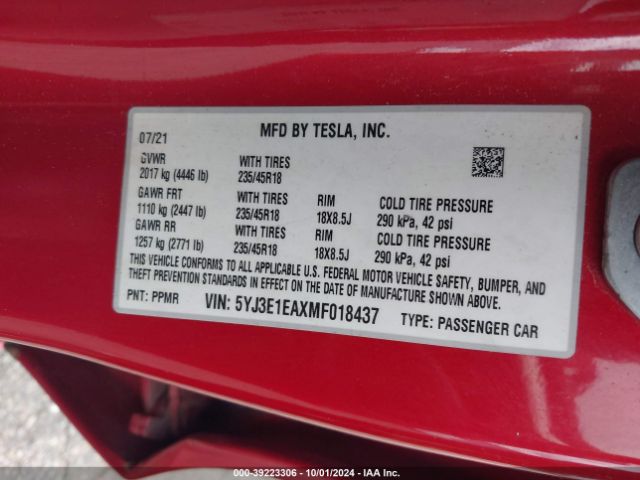 MFD BY TESLA, INC.
07/21
GVWR WITH TIRES
2017 kg (4446 lb) 235/45R18
GAWR FRT WITH TIRES RIM COLD TIRE PRESSURE
1110 kg (2447 lb) 235/45R18 18X8.5J 290 kPa, 42 psi
GAWR RR WITH TIRES RIM COLD TIRE PRESSURE
1257 kg (2771 lb) 235/45R18 18X8.5J 290 kPa, 42 psi
THIS VEHICLE CONFORMS TO ALL APPLICABLE U.S. FEDERAL MOTOR VEHICLE SAFETY, BUMPER, AND
THEFT PREVENTION STANDARDS IN EFFECT ON THE DATE OF MANUFACTURE SHOWN ABOVE.
PNT: PPMR VIN: 5YJ3E1EAXMF018437 TYPE: PASSENGER CAR
000-39223306 - 10/01/2024 - IAA Inc.